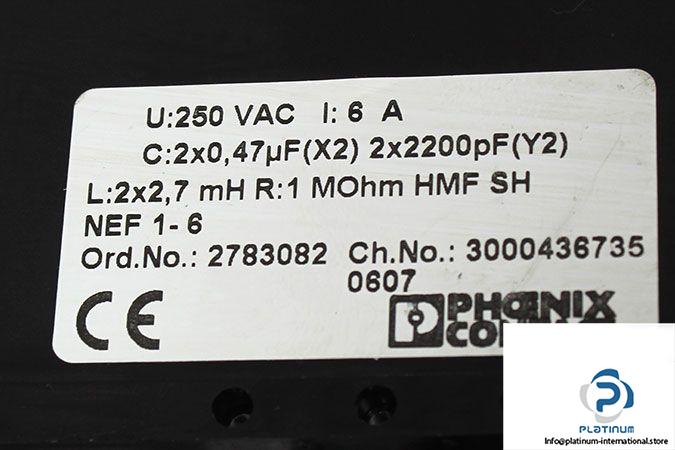 U:250 VAC I: 6 A
C:2x0,47µF(X2) 2x2200pF(Y2)
L:2x2,7 mH R:1 MOhm HMF SH
NEF 1- 6
Ord.No.: 2783082 Ch.No.: 3000436735
0607
CE
PHOENIX
PLATINUM
Info@platinum-international.store